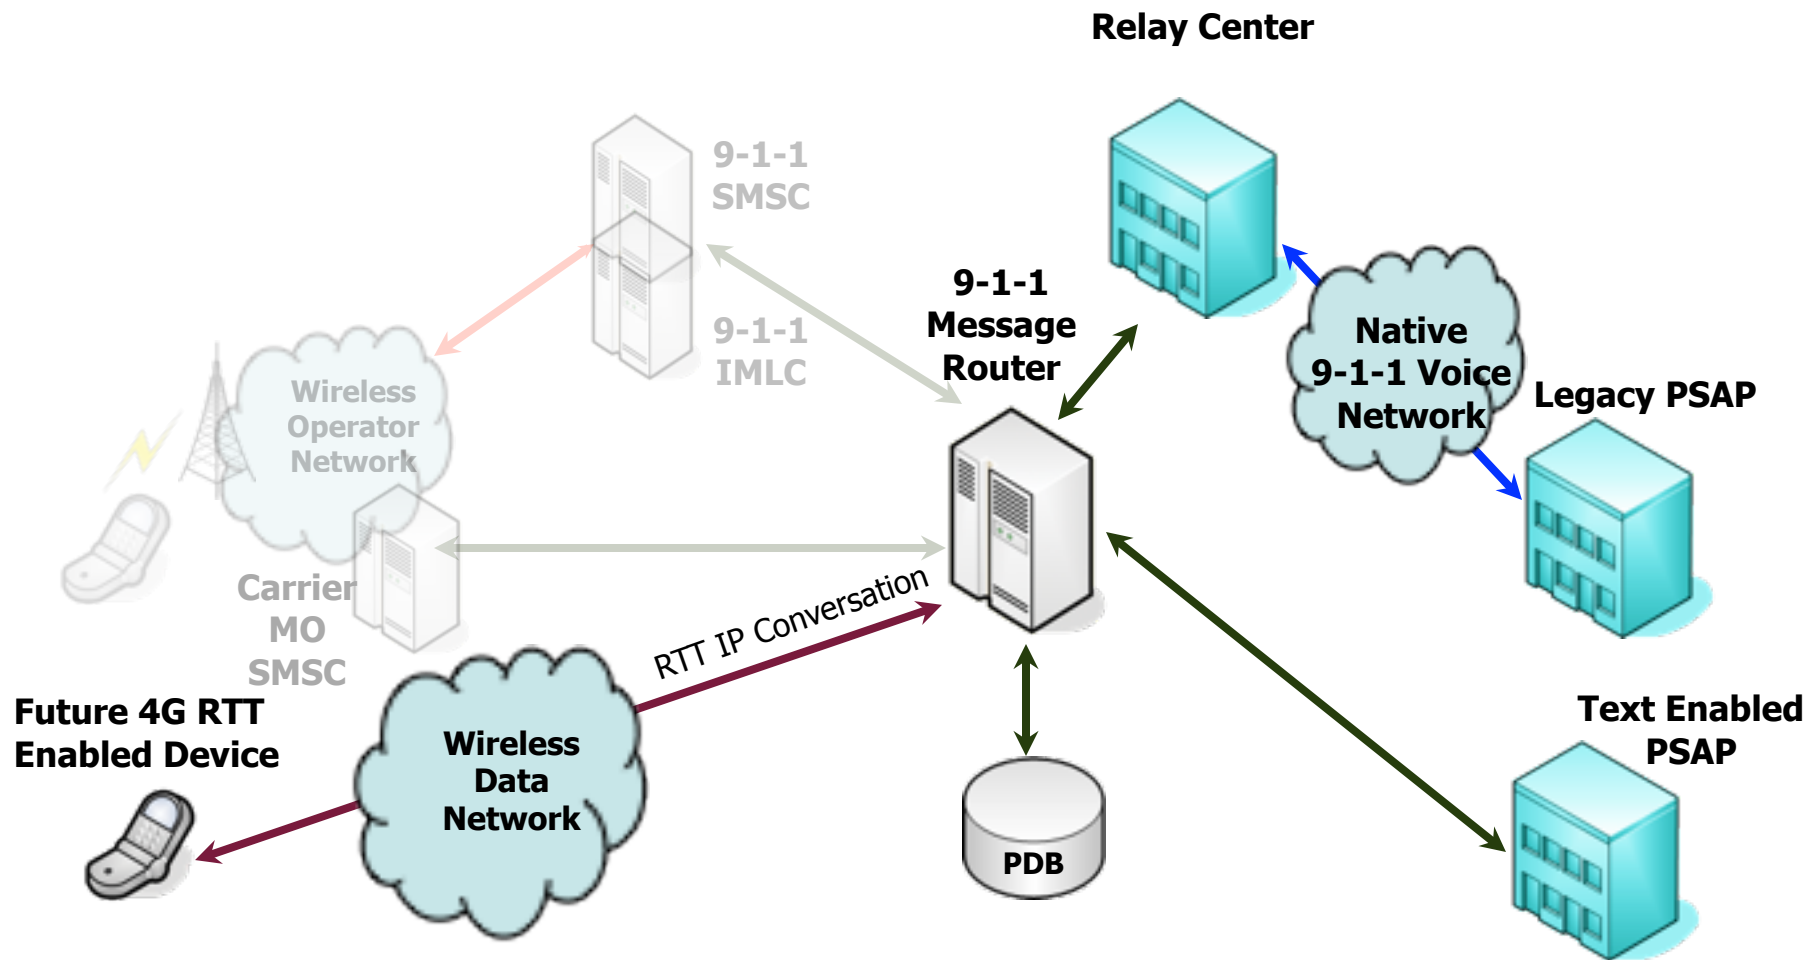 Relay Center
9-1-1
SMSC
9-1-1
IMLC
9-1-1
Message
Router
Native
9-1-1 Voice
Network
Legacy PSAP
Wireless
Operator
Network
Carrier
MO
SMSC
RTT IP Conversation
Future 4G RTT
Enabled Device
Wireless
Data
Network
PDB
Text Enabled
PSAP